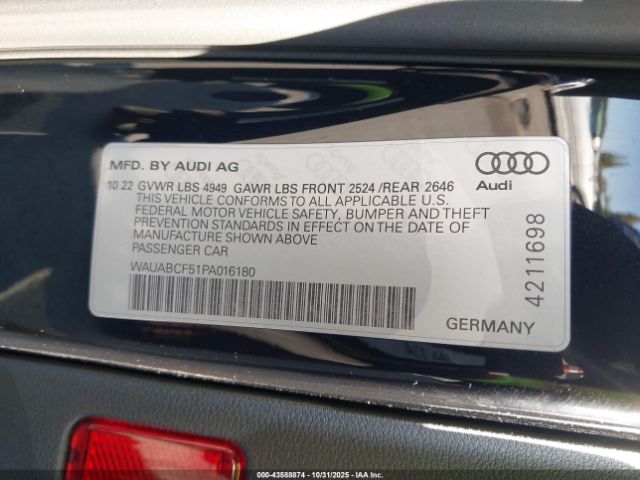 MFD. BY AUDI AG
10 22 GVWR LBS 4949 GAWR LBS FRONT 2524 /REAR 2646
THIS VEHICLE CONFORMS TO ALL APPLICABLE U.S.
FEDERAL MOTOR VEHICLE SAFETY, BUMPER AND THEFT
PREVENTION STANDARDS IN EFFECT ON THE DATE OF
MANUFACTURE SHOWN ABOVE
PASSENGER CAR
WAUABCF51PA016180
Audi
4211698
GERMANY
000-43588874 | 10/31/2025 | IAAI.COM